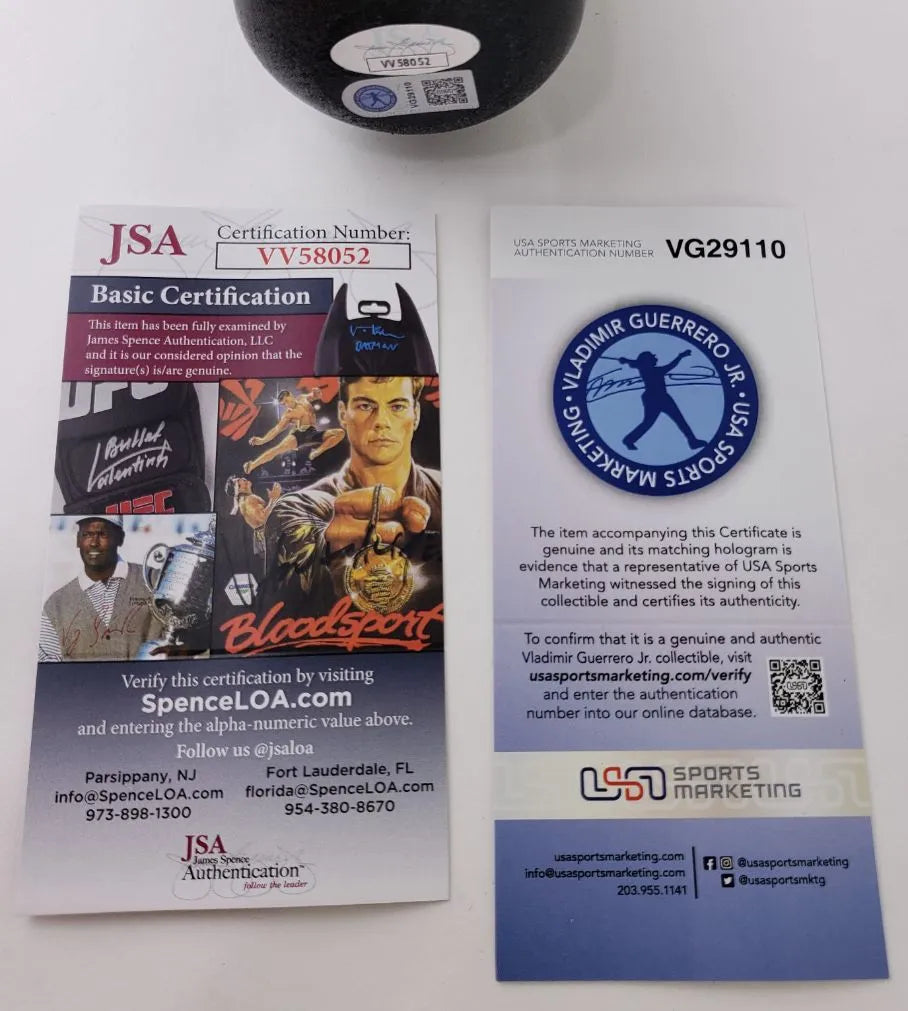 VV58052
VG29110
JSA
Certification Number:
VV58052
Basic Certification
This item has been fully examined by
James Spence Authentication, LLC
and it is our considered opinion that the
signature(s) is/are genuine.
BATMAN
UFC
Bullet
Valentina
UFC
Bloodsport
Verify this certification by visiting
SpenceLOA.com
and entering the alpha-numeric value above.
Follow us @jsaloa
Parsippany, NJ
info@SpenceLOA.com
973-898-1300
Fort Lauderdale, FL
florida@SpenceLOA.com
954-380-8670
JSA
James Spence
Authentication™
follow the leader
USA SPORTS MARKETING
AUTHENTICATION NUMBER
VG29110
VLADIMIR GUERRERO JR. • USA SPORTS MARKETING •
The item accompanying this Certificate is
genuine and its matching hologram is
evidence that a representative of USA Sports
Marketing witnessed the signing of this
collectible and certifies its authenticity.
To confirm that it is a genuine and authentic
Vladimir Guerrero Jr. collectible, visit
usasportsmarketing.com/verify
and enter the authentication
number into our online database.
USA SPORTS
MARKETING
usasportsmarketing.com
info@usasportsmarketing.com
203.955.1141
@usasportsmarketing
@usasportsmktg